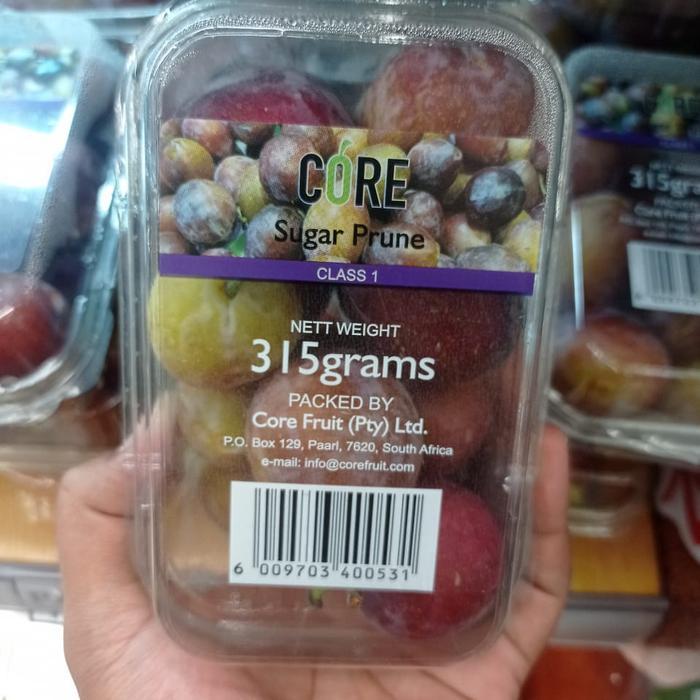 CORE
Sugar Prune
CLASS 1
NETT WEIGHT
315grams
PACKED BY
Core Fruit (Pty) Ltd.
P.O. Box 129, Paarl, 7620, South Africa
e-mail: info@corefruit.com
6 009703 400531